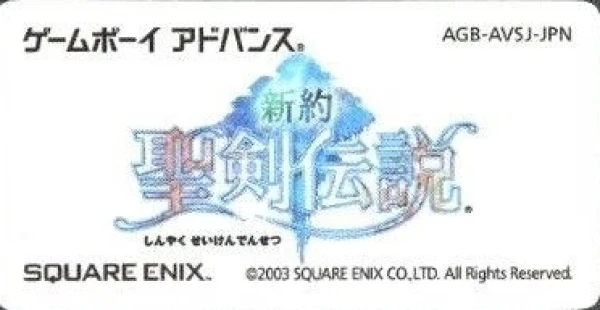 ゲームボーイ アドバンス®
AGB-AVSJ-JPN
新約
聖剣伝説®
しんやく せいけんでんせつ
SQUARE ENIX™
©2003 SQUARE ENIX CO.,LTD. All Rights Reserved.